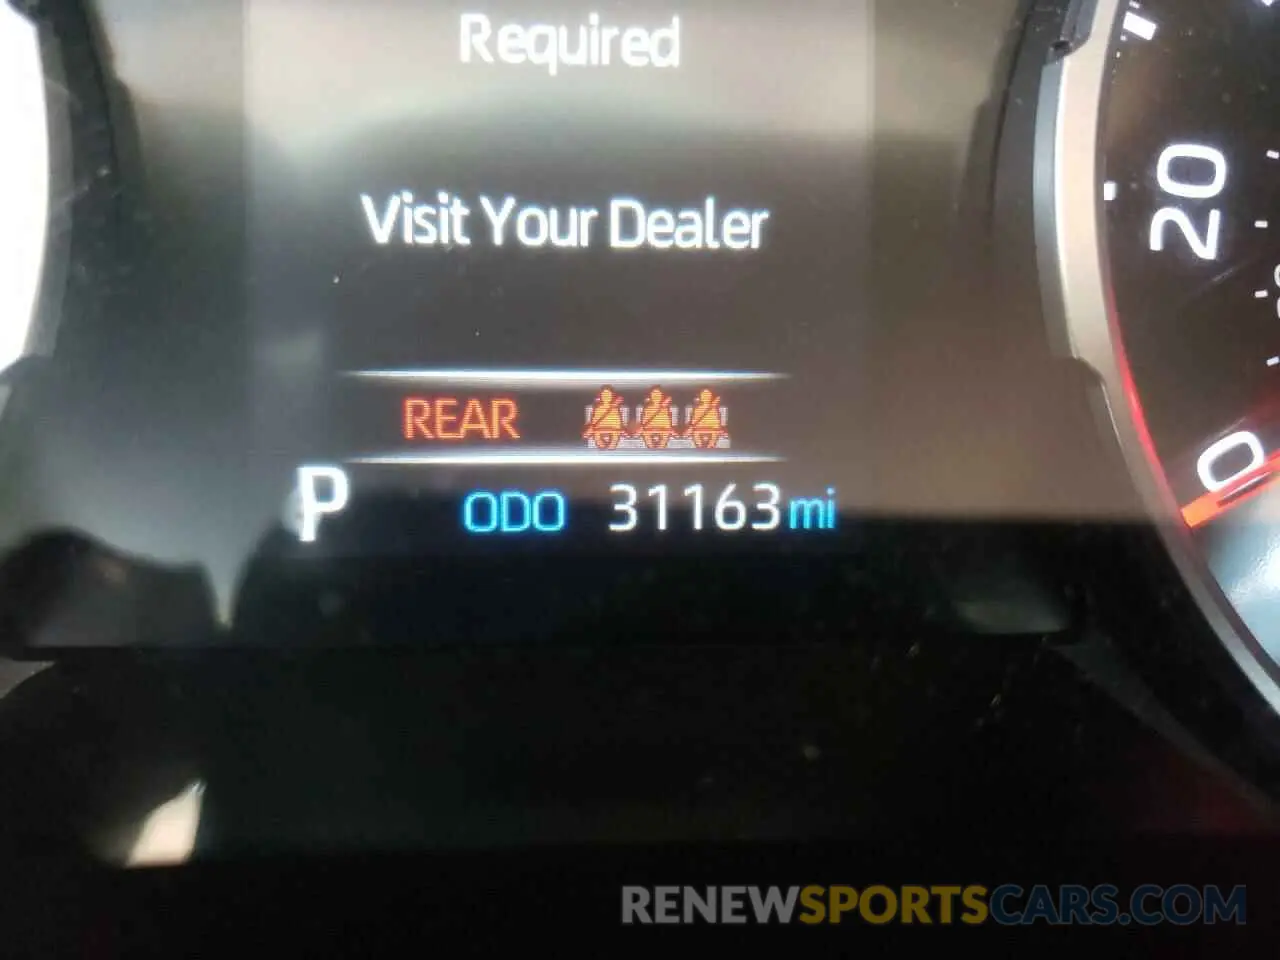 Required
Visit Your Dealer
REAR
P ODO 31163 mi
20
0
RENEWSPORTSCARS.COM